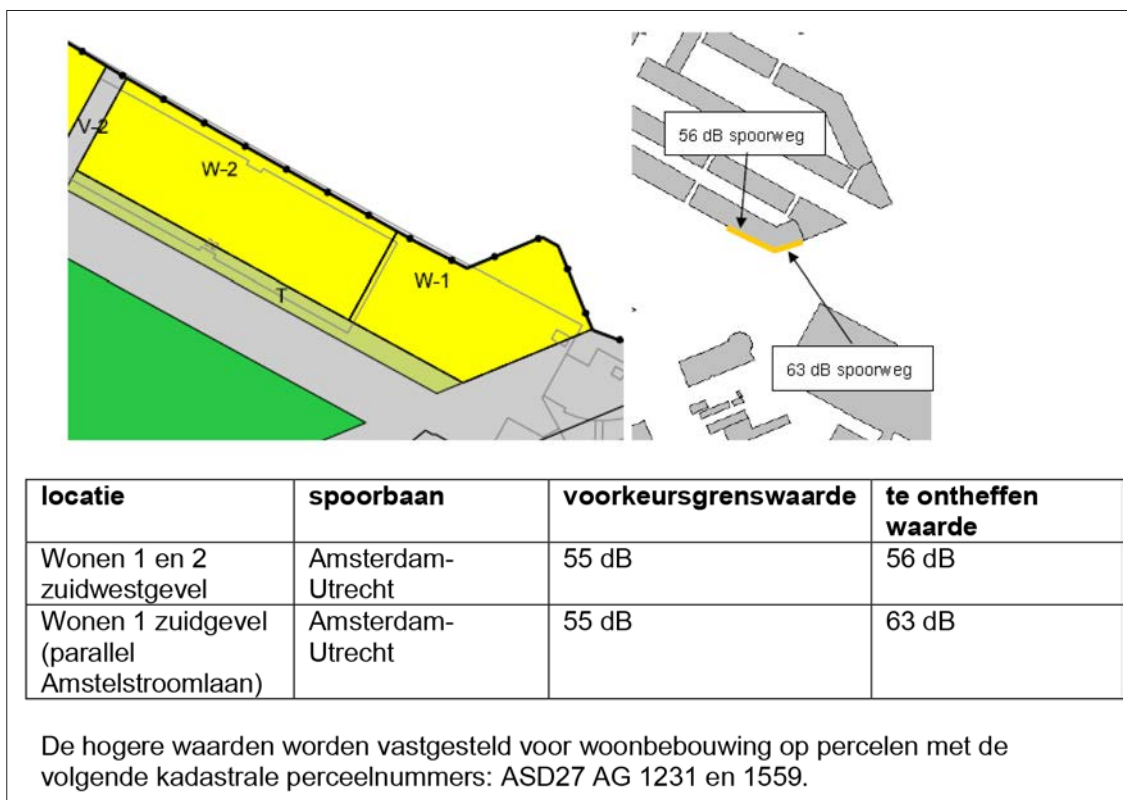 V-2
W-2
T
W-1
56 dB spoorweg
63 dB spoorweg
locatie spoorbaan voorkeursgrenswaarde te ontheffen
waarde
Wonen 1 en 2 Amsterdam- 55 dB 56 dB
zuidwestgevel Utrecht
Wonen 1 zuidgevel Amsterdam- 55 dB 63 dB
(parallel Utrecht
Amstelstroomlaan)
De hogere waarden worden vastgesteld voor woonbebouwing op percelen met de
volgende kadastrale perceelnummers: ASD27 AG 1231 en 1559.